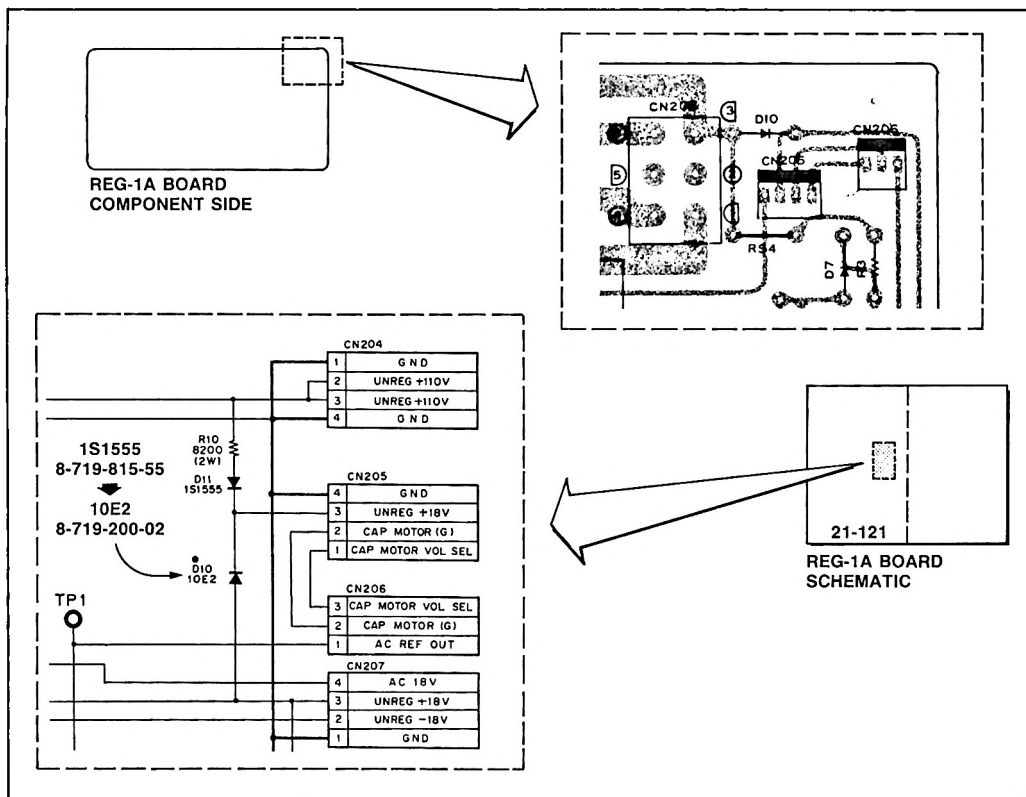 REG-1A BOARD
COMPONENT SIDE
3
D10
CN206
CN205
5
2
1
RS4
D7
R3
CN204
1 GND
2 UNREG +110V
3 UNREG +110V
4 GND
R10
8200
(2W)
D11
1S1555
1S1555
8-719-815-55
10E2
8-719-200-02
D10
10E2
CN205
4 GND
3 UNREG +18V
2 CAP MOTOR (G)
1 CAP MOTOR VOL SEL
CN206
3 CAP MOTOR VOL SEL
2 CAP MOTOR (G)
1 AC REF OUT
TP1
CN207
4 AC 18V
3 UNREG +18V
2 UNREG -18V
1 GND
21-121
REG-1A BOARD
SCHEMATIC